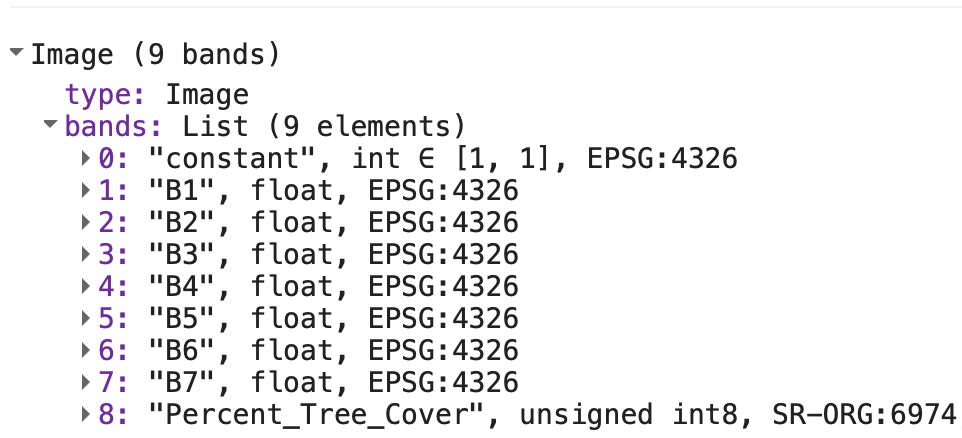 Image (9 bands)
type: Image
bands: List (9 elements)
0: "constant", int ∈ [1, 1], EPSG:4326
1: "B1", float, EPSG:4326
2: "B2", float, EPSG:4326
3: "B3", float, EPSG:4326
4: "B4", float, EPSG:4326
5: "B5", float, EPSG:4326
6: "B6", float, EPSG:4326
7: "B7", float, EPSG:4326
8: "Percent_Tree_Cover", unsigned int8, SR-ORG:6974